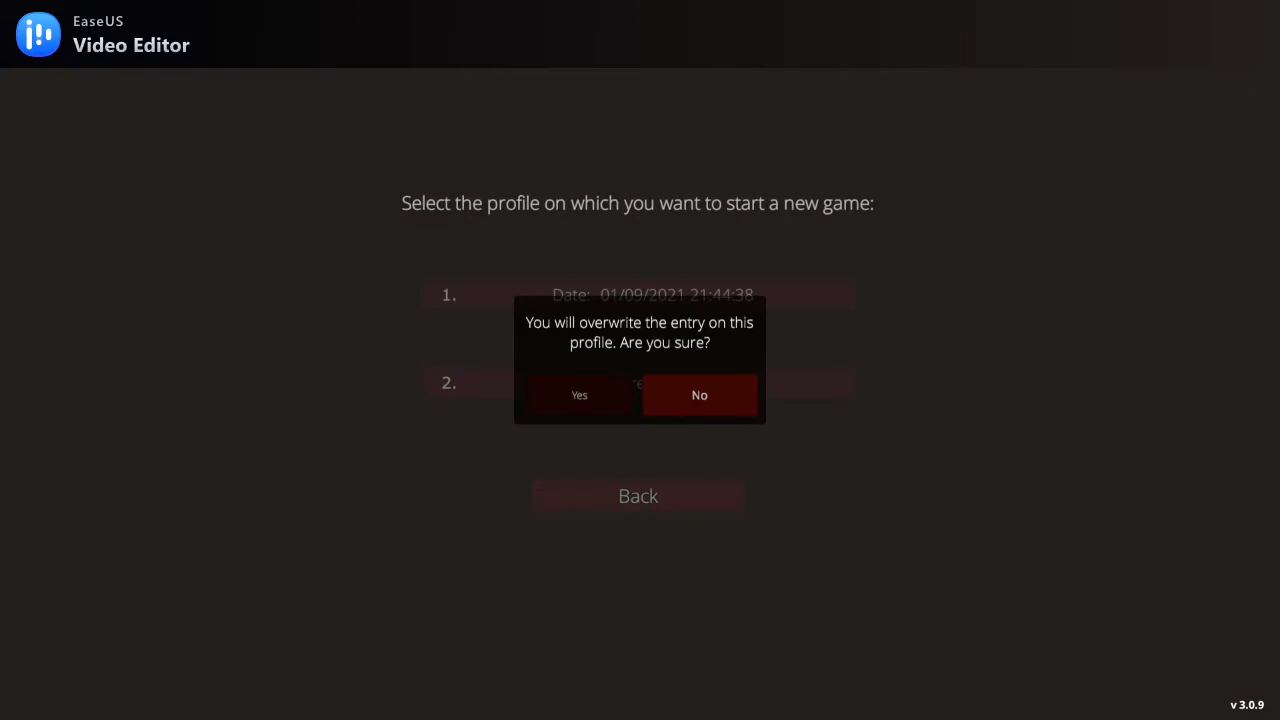 EaseUS
Video Editor
Select the profile on which you want to start a new game:
1. Date: 01/09/2021 21:44:38
You will overwrite the entry on this
profile. Are you sure?
2.
Yes No
Back
v 3.0.9